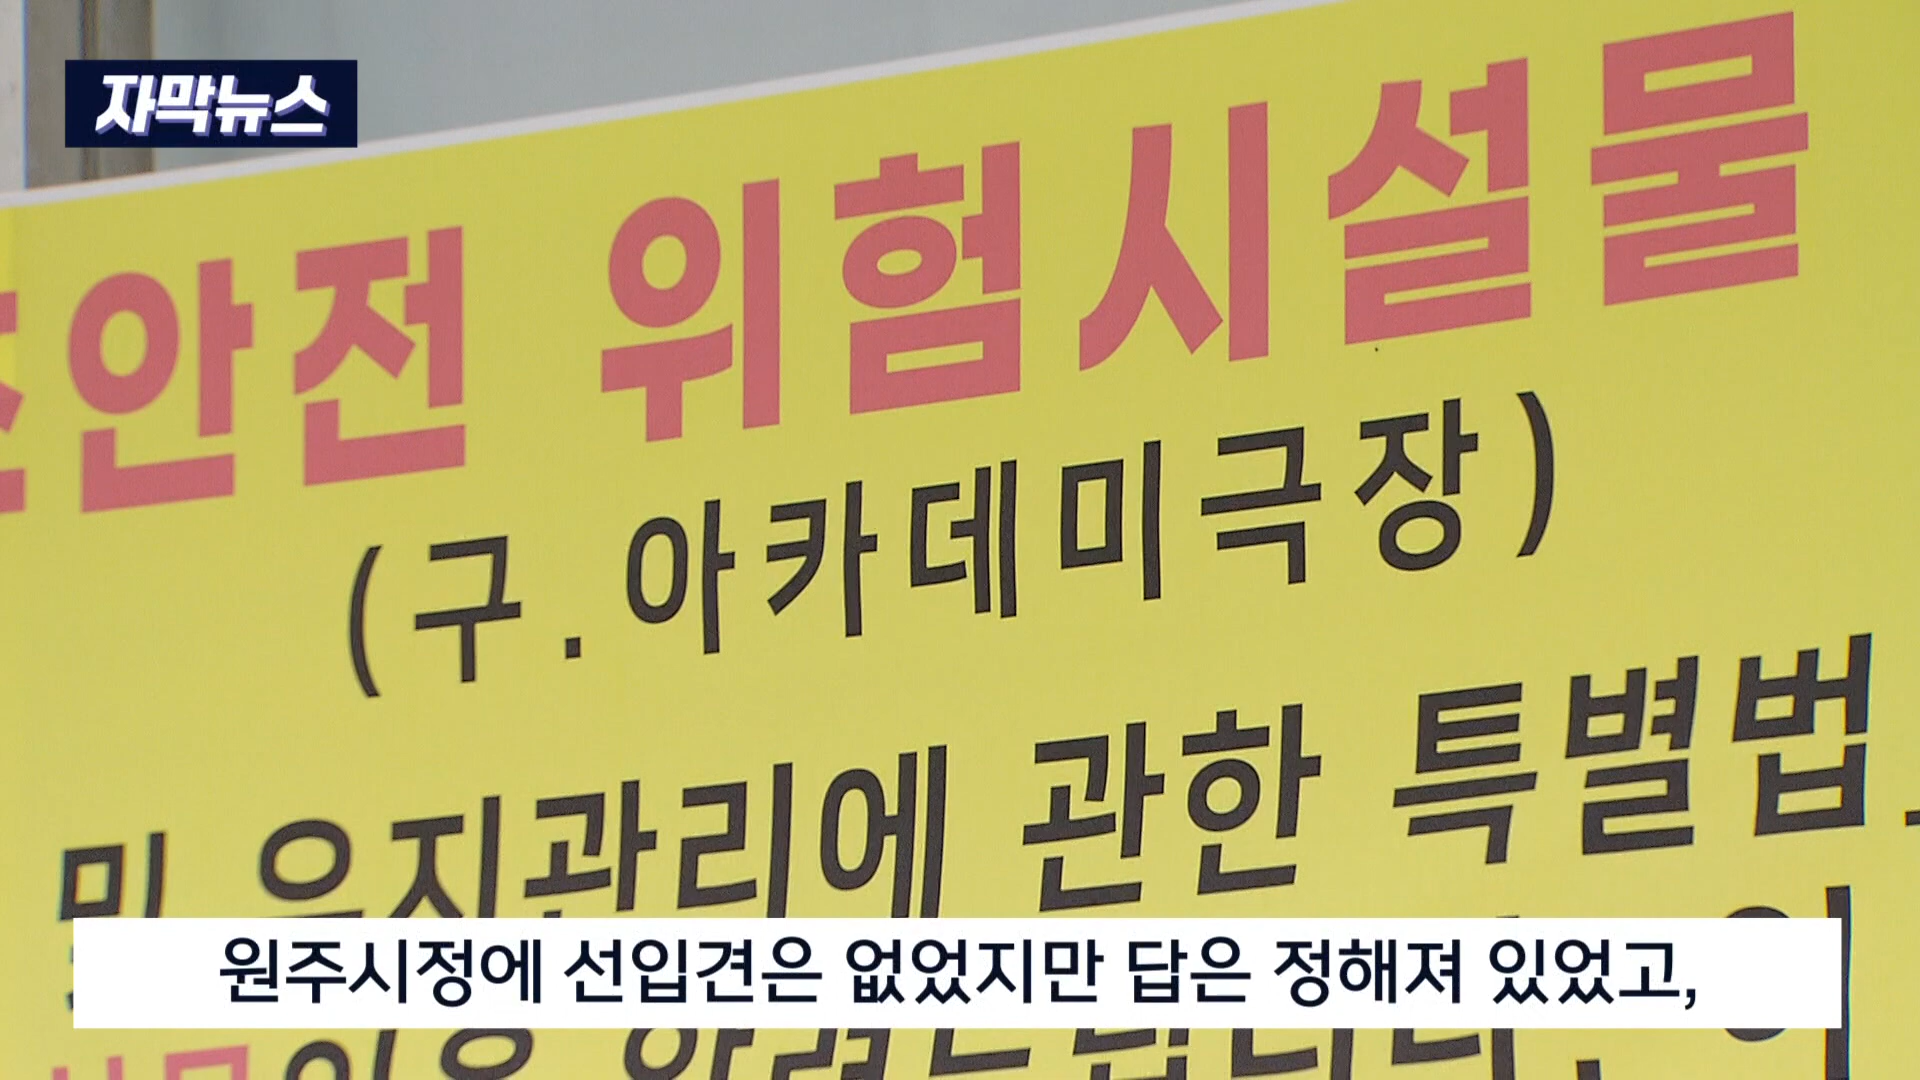 자막뉴스
안전 위험시설물
(구.아카데미극장)
및 유지관리에 관한 특별법
원주시정에 선입견은 없었지만 답은 정해져 있었고,